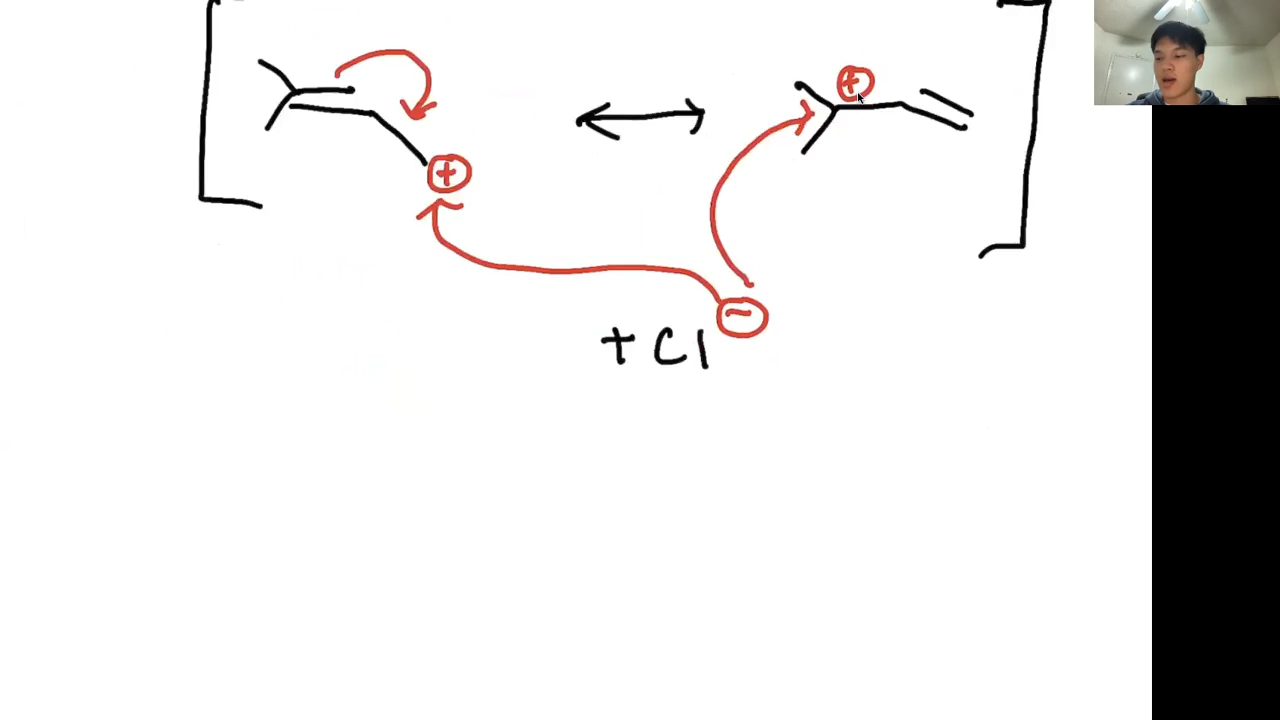 + +
+ Cl −